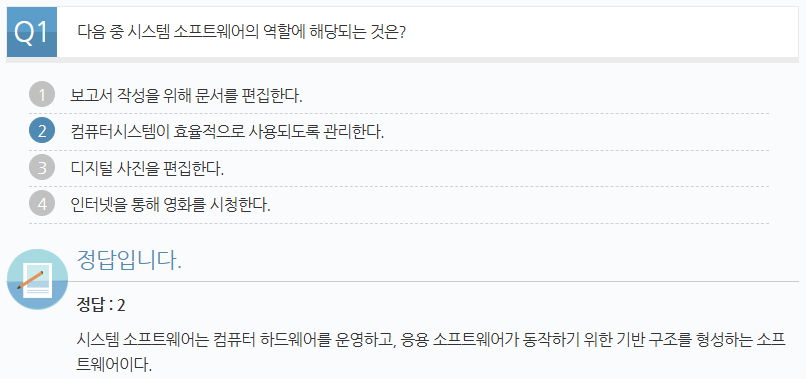 Q1 다음 중 시스템 소프트웨어의 역할에 해당되는 것은?
1 보고서 작성을 위해 문서를 편집한다.
2 컴퓨터시스템이 효율적으로 사용되도록 관리한다.
3 디지털 사진을 편집한다.
4 인터넷을 통해 영화를 시청한다.
정답입니다.
정답 : 2
시스템 소프트웨어는 컴퓨터 하드웨어를 운영하고, 응용 소프트웨어가 동작하기 위한 기반 구조를 형성하는 소프
트웨어이다.